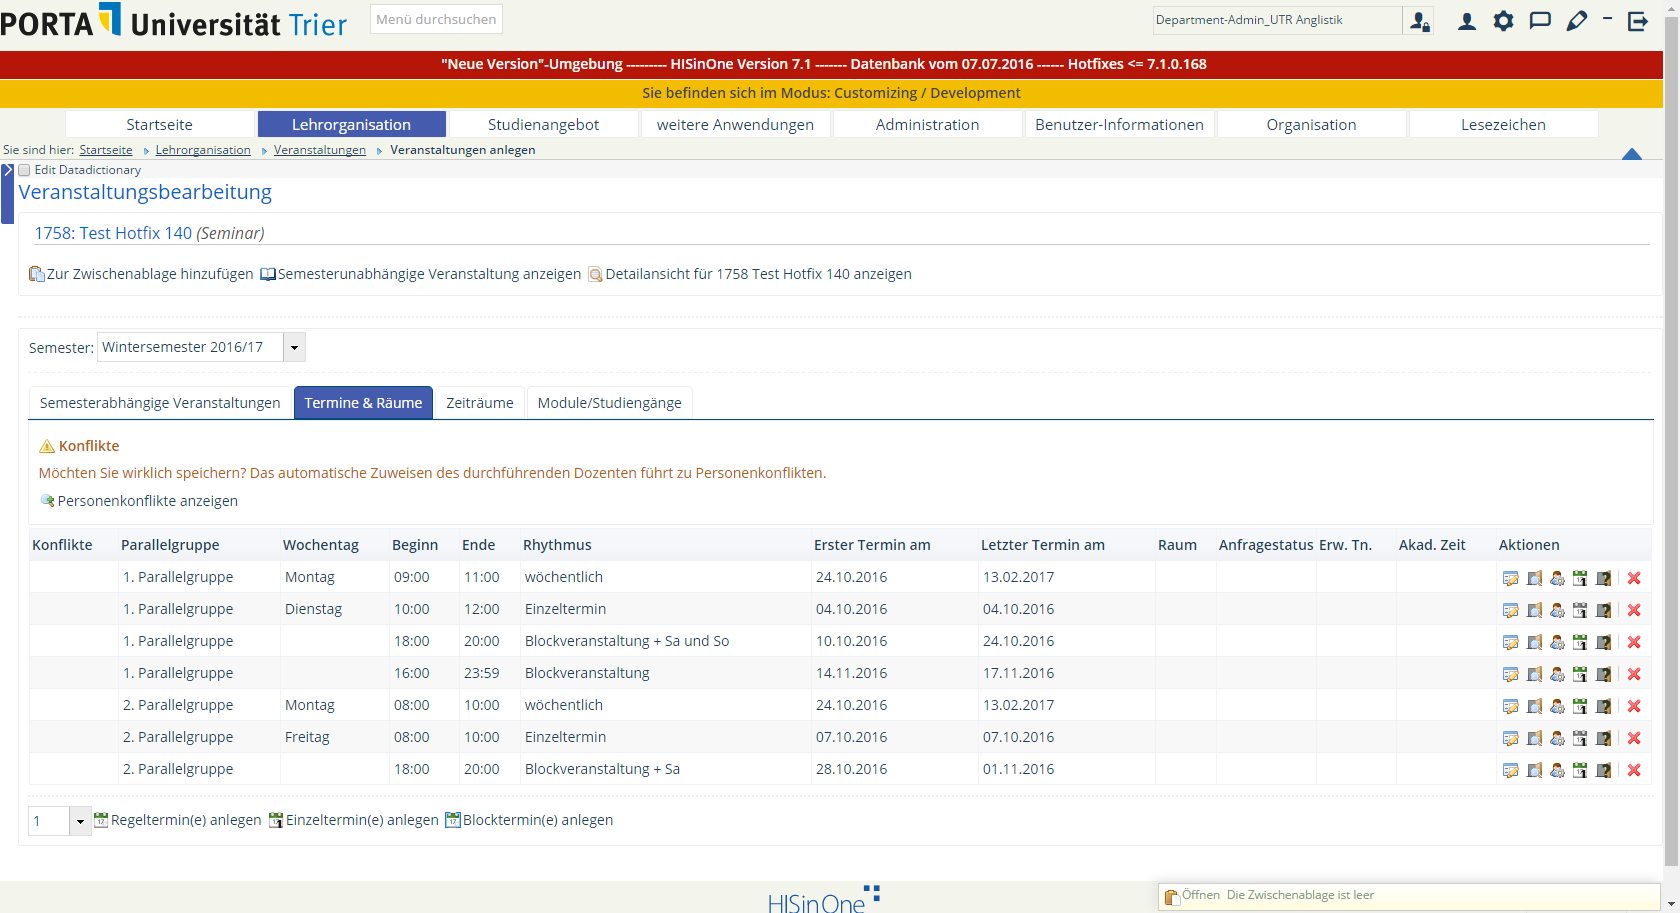 PORTA Universität Trier
Menü durchsuchen
Department-Admin_UTR Anglistik
"Neue Version"-Umgebung --------- HISinOne Version 7.1 ------- Datenbank vom 07.07.2016 ------ Hotfixes <= 7.1.0.168
Sie befinden sich im Modus: Customizing / Development
Startseite Lehrorganisation Studienangebot weitere Anwendungen Administration Benutzer-Informationen Organisation Lesezeichen
Sie sind hier: Startseite Lehrorganisation Veranstaltungen Veranstaltungen anlegen
Edit Datadictionary
Veranstaltungsbearbeitung
1758: Test Hotfix 140 (Seminar)
Zur Zwischenablage hinzufügen Semesterunabhängige Veranstaltung anzeigen Detailansicht für 1758 Test Hotfix 140 anzeigen
Semester: Wintersemester 2016/17
Semesterabhängige Veranstaltungen Termine & Räume Zeiträume Module/Studiengänge
Konflikte
Möchten Sie wirklich speichern? Das automatische Zuweisen des durchführenden Dozenten führt zu Personenkonflikten.
Personenkonflikte anzeigen
Konflikte Parallelgruppe Wochentag Beginn Ende Rhythmus Erster Termin am Letzter Termin am Raum Anfragestatus Erw. Tn. Akad. Zeit Aktionen
1. Parallelgruppe Montag 09:00 11:00 wöchentlich 24.10.2016 13.02.2017
1. Parallelgruppe Dienstag 10:00 12:00 Einzeltermin 04.10.2016 04.10.2016
1. Parallelgruppe 18:00 20:00 Blockveranstaltung + Sa und So 10.10.2016 24.10.2016
1. Parallelgruppe 16:00 23:59 Blockveranstaltung 14.11.2016 17.11.2016
2. Parallelgruppe Montag 08:00 10:00 wöchentlich 24.10.2016 13.02.2017
2. Parallelgruppe Freitag 08:00 10:00 Einzeltermin 07.10.2016 07.10.2016
2. Parallelgruppe 18:00 20:00 Blockveranstaltung + Sa 28.10.2016 01.11.2016
1 Regeltermin(e) anlegen Einzeltermin(e) anlegen Blocktermin(e) anlegen
HISinOne
Öffnen Die Zwischenablage ist leer